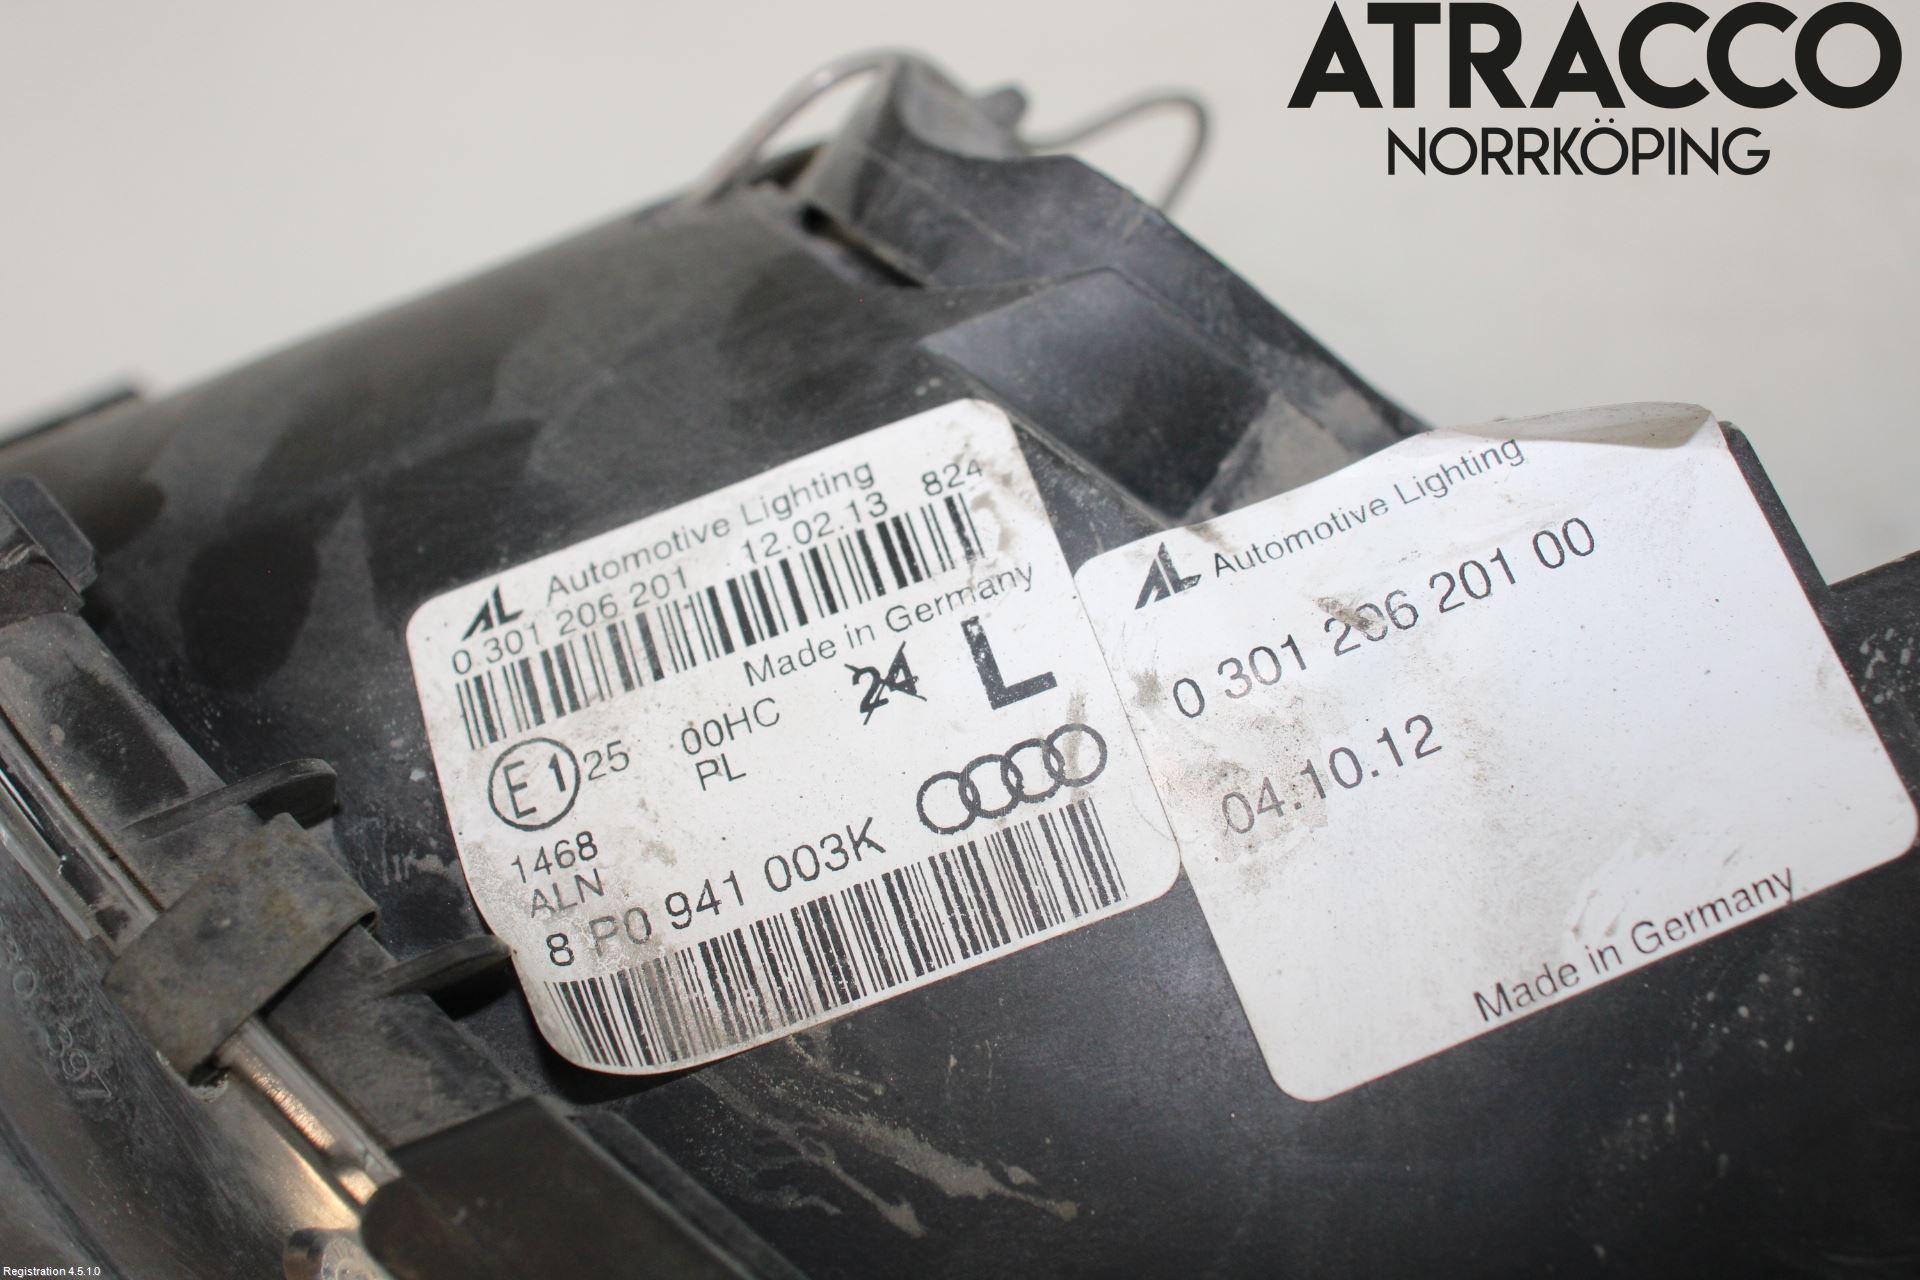 ATRACCO
NORRKÖPING
AL Automotive Lighting
0 301 206 201 12.02.13 824
Made in Germany
E1 25 00HC 24 L
PL
1468
ALN
8 P0 941 003K
AL Automotive Lighting
0 301 206 201 00
04.10.12
Made in Germany
Registration 4.5.1.0